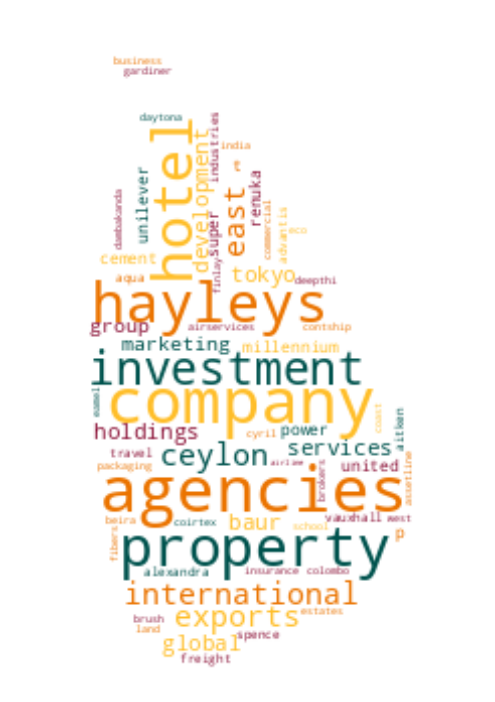 business
gardiner
daytona
hotel
development
industries
india
unilever
super
east
renuka
commercial
advantis
eco
dambakanda
cement
finlay
tokyo
deepthi
aqua
hayleys
group
airservices
contship
marketing
millennium
investment
company
eamel
coast
aitken
holdings
cyril
power
travel
ceylon
services
packaging
airline
brokers
united
assetline
agencies
beira
coirtex
baur
school
vauxhall
west
p
fibers
property
alexandra
insurance
colombo
international
brush
land
exports
estates
global
spence
freight